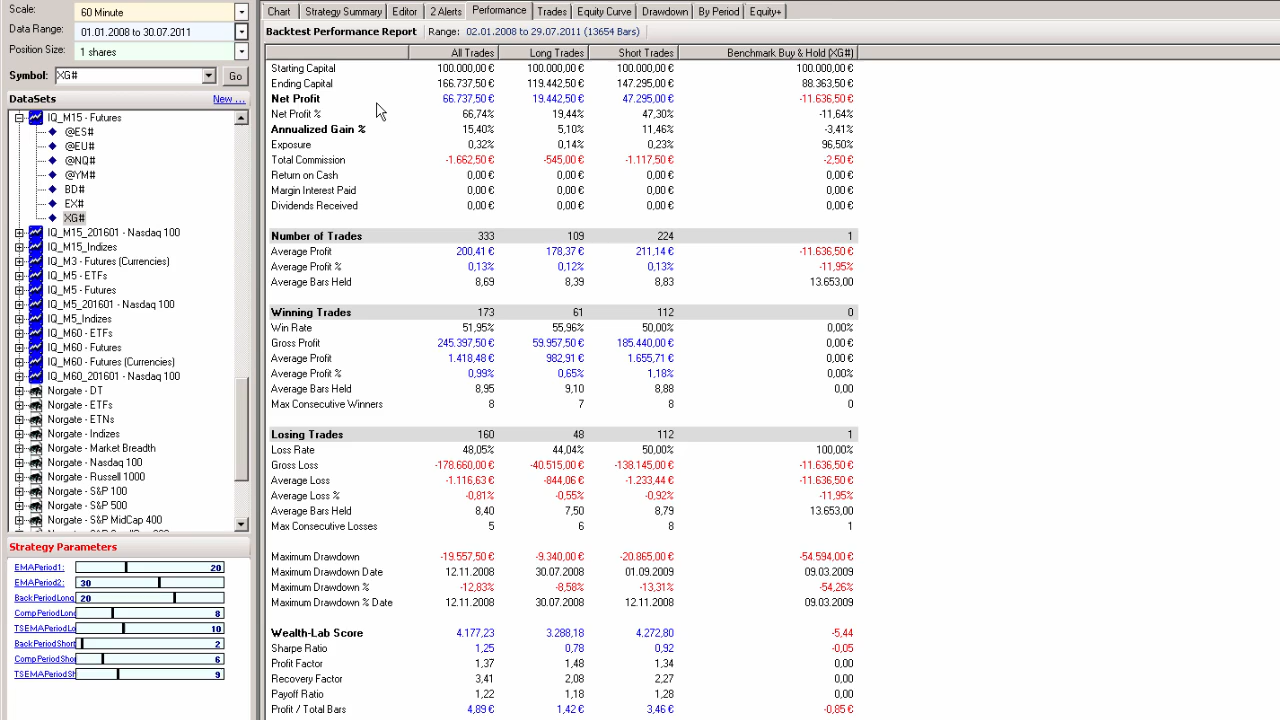 Scale: 60 Minute
Data Range: 01.01.2008 to 30.07.2011
Position Size: 1 shares
Symbol: XG# Go
DataSets New ...
IQ_M15 - Futures
@ES#
@EU#
@NQ#
@YM#
BD#
EX#
XG#
IQ_M15_201601 - Nasdaq 100
IQ_M15_Indizes
IQ_M3 - Futures (Currencies)
IQ_M5 - ETFs
IQ_M5 - Futures
IQ_M5_201601 - Nasdaq 100
IQ_M5_Indizes
IQ_M60 - ETFs
IQ_M60 - Futures
IQ_M60 - Futures (Currencies)
IQ_M60_201601 - Nasdaq 100
Norgate - DT
Norgate - ETFs
Norgate - ETNs
Norgate - Indizes
Norgate - Market Breadth
Norgate - Nasdaq 100
Norgate - Russell 1000
Norgate - S&P 100
Norgate - S&P 500
Norgate - S&P MidCap 400
Strategy Parameters
EMAPeriod1: 20
EMAPeriod2: 30
BackPeriodLong 20
CompPeriodLon 8
TSEMAPeriodLo 10
BackPeriodShort 2
CompPeriodSho 6
TSEMAPeriodSh 9
Chart Strategy Summary Editor 2 Alerts Performance Trades Equity Curve Drawdown By Period Equity+
Backtest Performance Report Range: 02.01.2008 to 29.07.2011 (13654 Bars)
All Trades Long Trades Short Trades Benchmark Buy & Hold (XG#)
Starting Capital 100.000,00 € 100.000,00 € 100.000,00 € 100.000,00 €
Ending Capital 166.737,50 € 119.442,50 € 147.295,00 € 88.363,50 €
Net Profit 66.737,50 € 19.442,50 € 47.295,00 € -11.636,50 €
Net Profit % 66,74% 19,44% 47,30% -11,64%
Annualized Gain % 15,40% 5,10% 11,46% -3,41%
Exposure 0,32% 0,14% 0,23% 96,50%
Total Commission -1.662,50 € -545,00 € -1.117,50 € -2,50 €
Return on Cash 0,00 € 0,00 € 0,00 € 0,00 €
Margin Interest Paid 0,00 € 0,00 € 0,00 € 0,00 €
Dividends Received 0,00 € 0,00 € 0,00 € 0,00 €
Number of Trades 333 109 224 1
Average Profit 200,41 € 178,37 € 211,14 € -11.636,50 €
Average Profit % 0,13% 0,12% 0,13% -11,95%
Average Bars Held 8,69 8,39 8,83 13.653,00
Winning Trades 173 61 112 0
Win Rate 51,95% 55,96% 50,00% 0,00%
Gross Profit 245.397,50 € 59.957,50 € 185.440,00 € 0,00 €
Average Profit 1.418,48 € 982,91 € 1.655,71 € 0,00 €
Average Profit % 0,99% 0,65% 1,18% 0,00%
Average Bars Held 8,95 9,10 8,88 0,00
Max Consecutive Winners 8 7 8 0
Losing Trades 160 48 112 1
Loss Rate 48,05% 44,04% 50,00% 100,00%
Gross Loss -178.660,00 € -40.515,00 € -138.145,00 € -11.636,50 €
Average Loss -1.116,63 € -844,06 € -1.233,44 € -11.636,50 €
Average Loss % -0,81% -0,55% -0,92% -11,95%
Average Bars Held 8,40 7,50 8,79 13.653,00
Max Consecutive Losses 5 6 8 1
Maximum Drawdown -19.557,50 € -9.340,00 € -20.865,00 € -54.594,00 €
Maximum Drawdown Date 12.11.2008 30.07.2008 01.09.2009 09.03.2009
Maximum Drawdown % -12,83% -8,58% -13,31% -54,26%
Maximum Drawdown % Date 12.11.2008 30.07.2008 12.11.2008 09.03.2009
Wealth-Lab Score 4.177,23 3.288,18 4.272,80 -5,44
Sharpe Ratio 1,25 0,78 0,92 -0,05
Profit Factor 1,37 1,48 1,34 0,00
Recovery Factor 3,41 2,08 2,27 0,00
Payoff Ratio 1,22 1,18 1,28 0,00
Profit / Total Bars 4,89 € 1,42 € 3,46 € -0,85 €